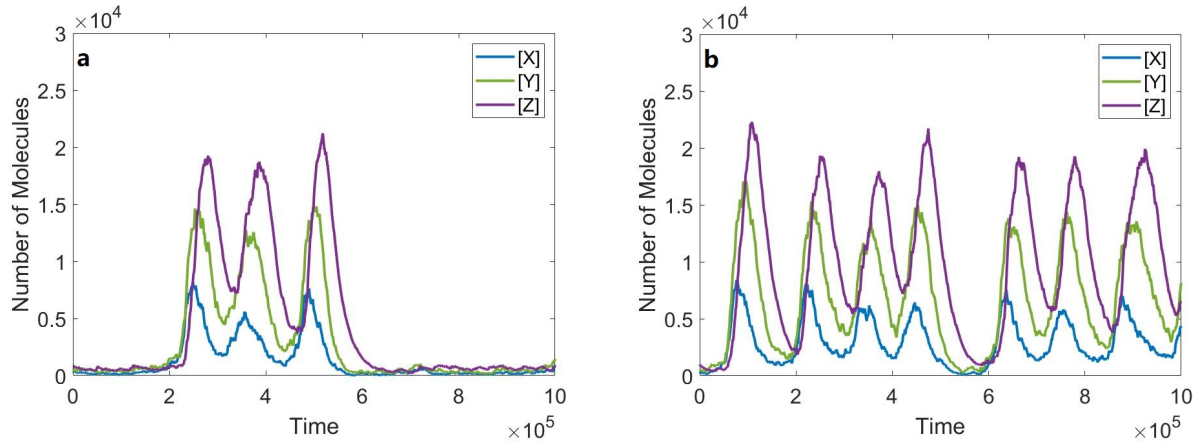 ×10⁴
3
a
[X]
[Y]
[Z]
2.5
2
1.5
1
0.5
0
Number of Molecules
0 2 4 6 8 10
Time
×10⁵
×10⁴
3
b
[X]
[Y]
[Z]
2.5
2
1.5
1
0.5
0
Number of Molecules
0 2 4 6 8 10
Time
×10⁵